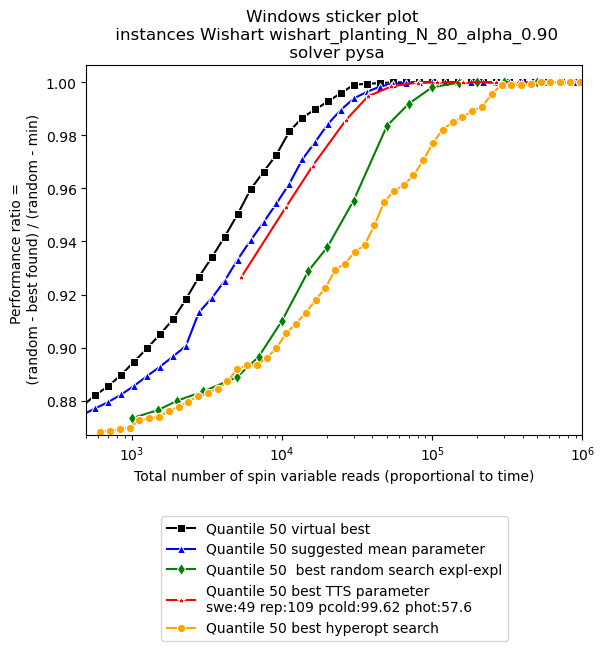 Windows sticker plot
instances Wishart wishart_planting_N_80_alpha_0.90
solver pysa
Performance ratio =
(random - best found) / (random - min)
1.00
0.98
0.96
0.94
0.92
0.90
0.88
10³
10⁴
10⁵
10⁶
Total number of spin variable reads (proportional to time)
Quantile 50 virtual best
Quantile 50 suggested mean parameter
Quantile 50  best random search expl-expl
Quantile 50 best TTS parameter
swe:49 rep:109 pcold:99.62 phot:57.6
Quantile 50 best hyperopt search